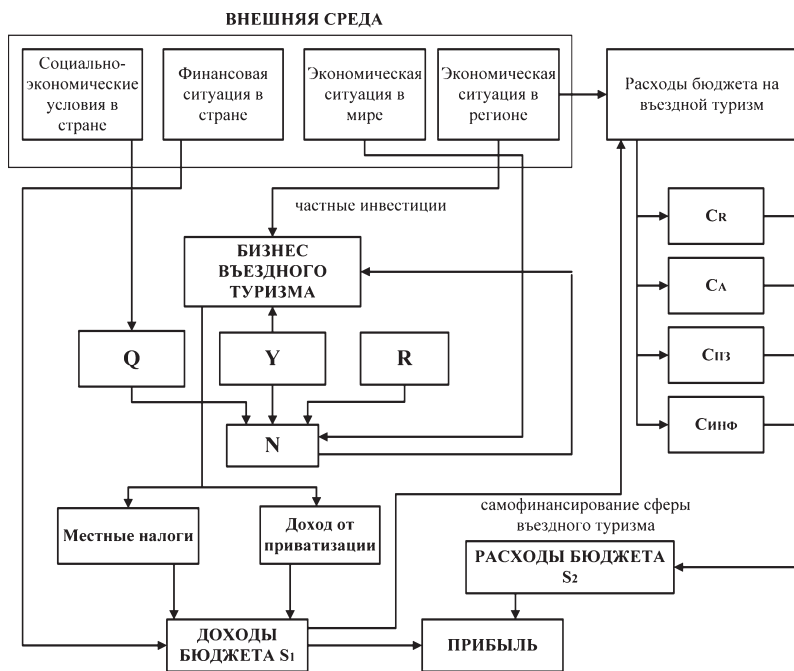 ВНЕШНЯЯ СРЕДА
Социально-
экономические
условия в
стране
Финансовая
ситуация в
стране
Экономическая
ситуация в
мире
Экономическая
ситуация в
регионе
Расходы бюджета на
въездной туризм
частные инвестиции
БИЗНЕС
ВЪЕЗДНОГО
ТУРИЗМА
CR
CA
CПЗ
CИНФ
Q
Y
R
N
самофинансирование сферы
въездного туризма
Местные налоги
Доход от
приватизации
РАСХОДЫ БЮДЖЕТА
S2
ДОХОДЫ
БЮДЖЕТА S1
ПРИБЫЛЬ